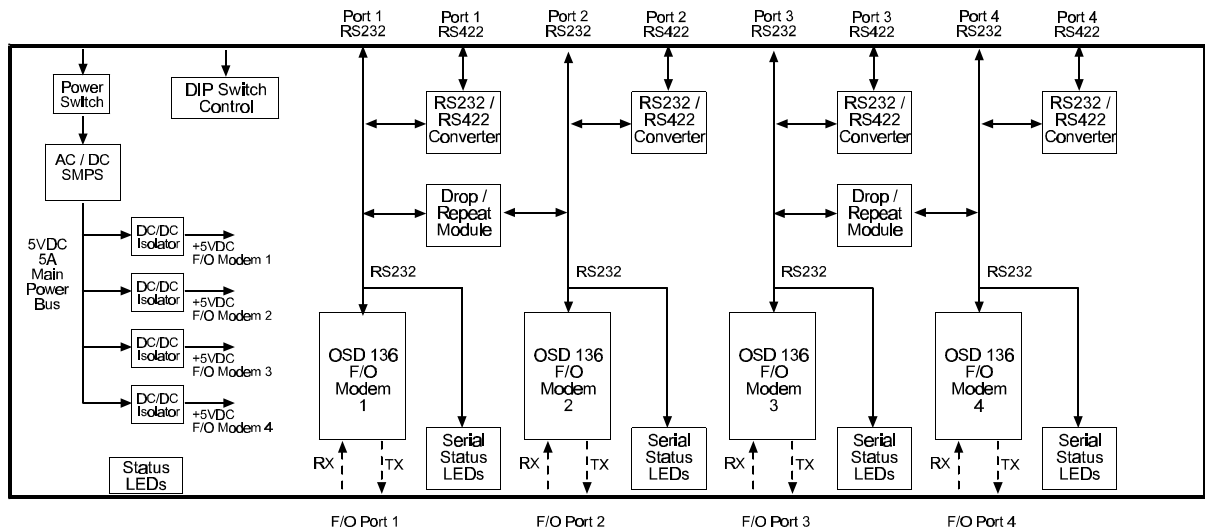 Port 1
RS232
Port 1
RS422
Port 2
RS232
Port 2
RS422
Port 3
RS232
Port 3
RS422
Port 4
RS232
Port 4
RS422
Power
Switch
DIP Switch
Control
RS232 /
RS422
Converter
RS232 /
RS422
Converter
RS232 /
RS422
Converter
RS232 /
RS422
Converter
AC / DC
SMPS
Drop /
Repeat
Module
Drop /
Repeat
Module
5VDC
5A
Main
Power
Bus
DC/DC
Isolator
+5VDC
F/O Modem 1
DC/DC
Isolator
+5VDC
F/O Modem 2
DC/DC
Isolator
+5VDC
F/O Modem 3
DC/DC
Isolator
+5VDC
F/O Modem 4
RS232
RS232
RS232
RS232
OSD 136
F/O
Modem
1
OSD 136
F/O
Modem
2
OSD 136
F/O
Modem
3
OSD 136
F/O
Modem
4
Status
LEDs
RX
TX
Serial
Status
LEDs
RX
TX
Serial
Status
LEDs
RX
TX
Serial
Status
LEDs
RX
TX
Serial
Status
LEDs
F/O Port 1
F/O Port 2
F/O Port 3
F/O Port 4